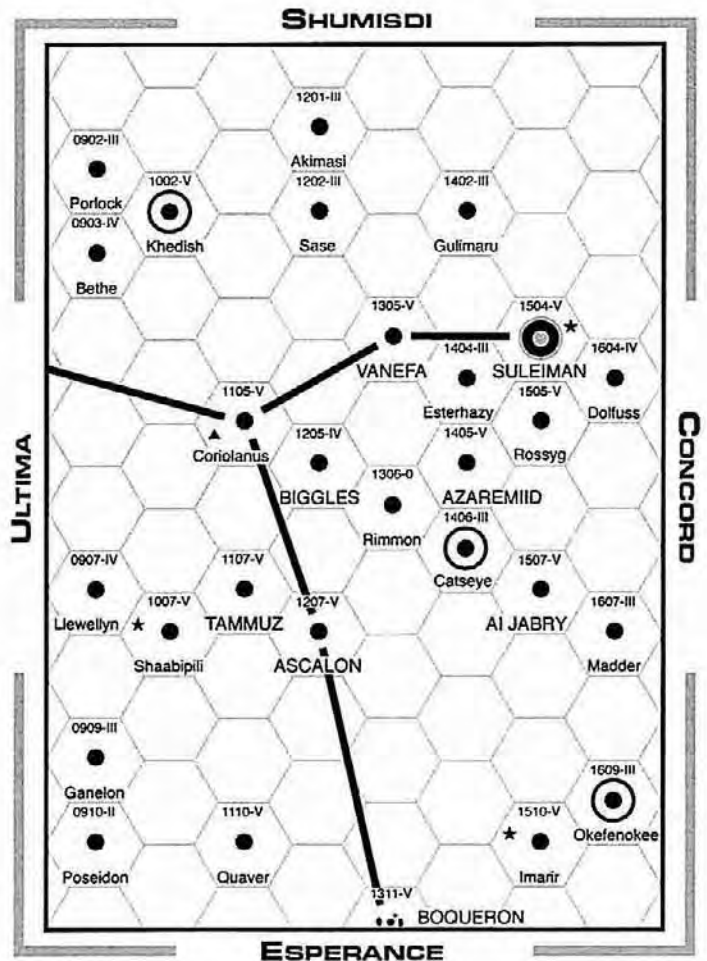 SHUMISDI
1201-III
Akimasi
0902-III
Porlock
1002-V
Khedish
1202-III
Sase
1402-III
Gulimaru
0903-IV
Bethe
1305-V
VANEFA
1504-V
SULEIMAN
1404-III
Esterhazy
1604-IV
Dolfuss
1105-V
Coriolanus
1505-V
Rossyg
1205-IV
BIGGLES
1405-V
AZAREMIID
1306-0
Rimmon
1406-III
Catseye
ULTIMA
CONCORD
0907-IV
Llewellyn
1107-V
TAMMUZ
1507-V
AI JABRY
1007-V
Shaabipili
1207-V
ASCALON
1607-III
Madder
0909-III
Ganelon
1609-III
Okefenokee
0910-II
Poseidon
1110-V
Quaver
1510-V
Imarir
1311-V
BOQUERON
ESPERANCE